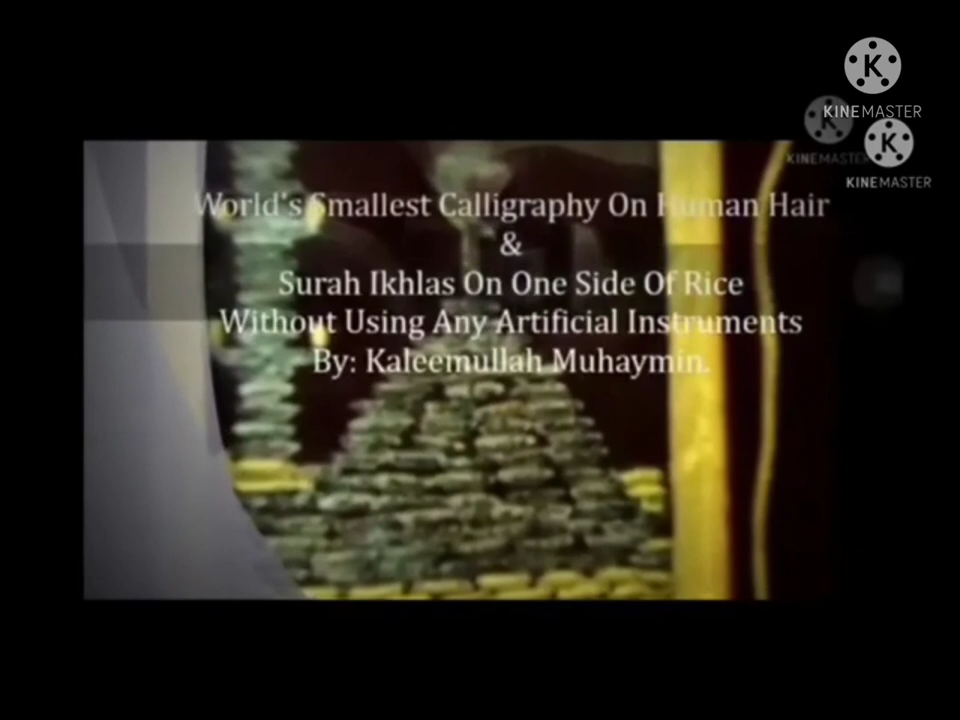 KINEMASTER
KINEMASTER
KINEMASTER
World's Smallest Calligraphy On Human Hair
&
Surah Ikhlas On One Side Of Rice
Without Using Any Artificial Instruments
By: Kaleemullah Muhaymin.